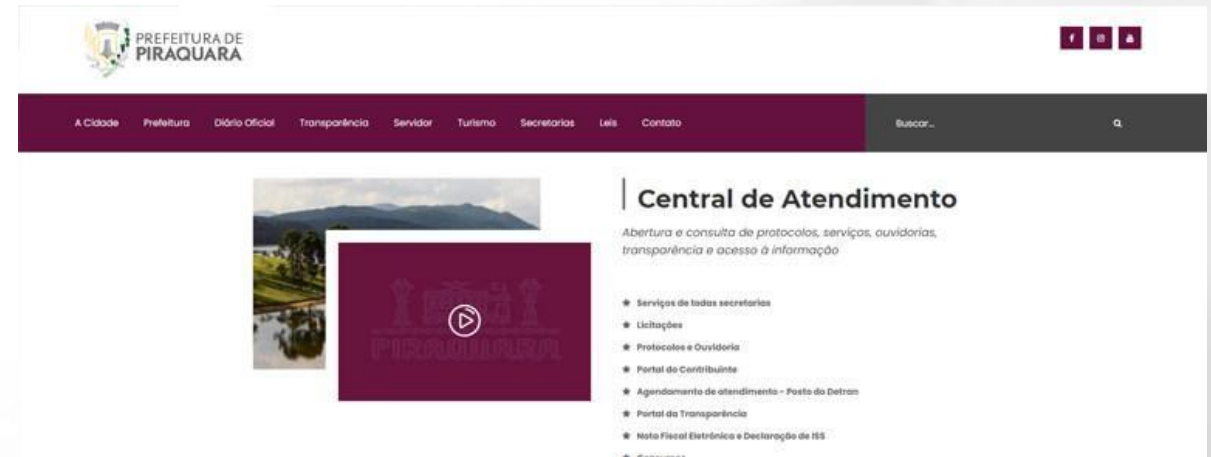 PREFEITURA DE
PIRAQUARA
A Cidade Prefeitura Diário Oficial Transparência Servidor Turismo Secretarias Leis Contato Buscar...
Central de Atendimento
Abertura e consulta de protocolos, serviços, ouvidorias,
transparência e acesso à informação
PIRAQUARA
Serviços de todas secretarias
Licitações
Protocolos e Ouvidoria
Portal do Contribuinte
Agendamento de atendimento - Posto do Detran
Portal da Transparência
Nota Fiscal Eletrônica e Declaração de ISS